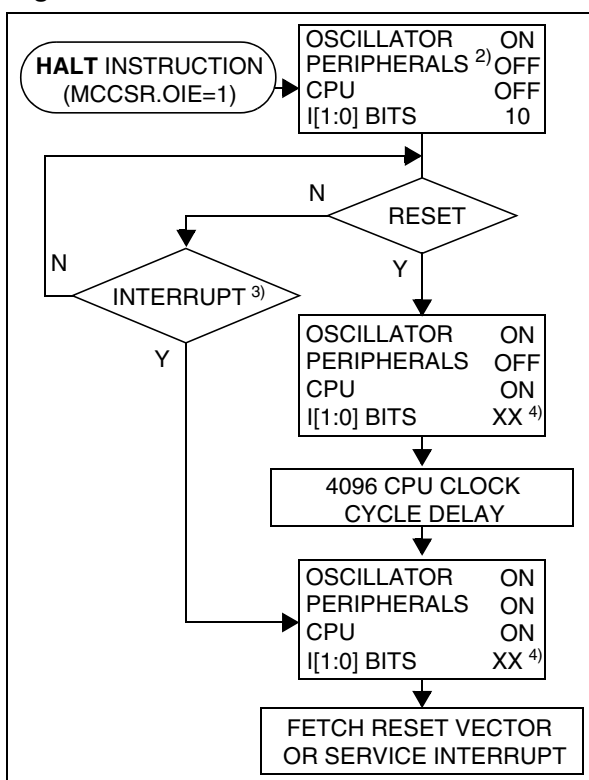 HALT INSTRUCTION
(MCCSR.OIE=1)
OSCILLATOR ON
PERIPHERALS 2) OFF
CPU OFF
I[1:0] BITS 10
N
RESET
N
INTERRUPT 3)
Y
Y
OSCILLATOR ON
PERIPHERALS OFF
CPU ON
I[1:0] BITS XX 4)
4096 CPU CLOCK
CYCLE DELAY
OSCILLATOR ON
PERIPHERALS ON
CPU ON
I[1:0] BITS XX 4)
FETCH RESET VECTOR
OR SERVICE INTERRUPT